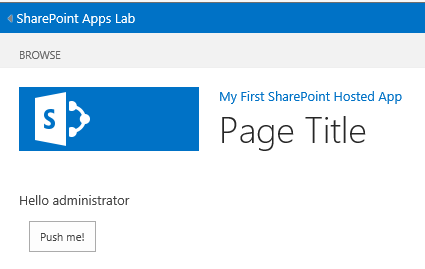 SharePoint Apps Lab
BROWSE
S
My First SharePoint Hosted App
Page Title
Hello administrator
Push me!